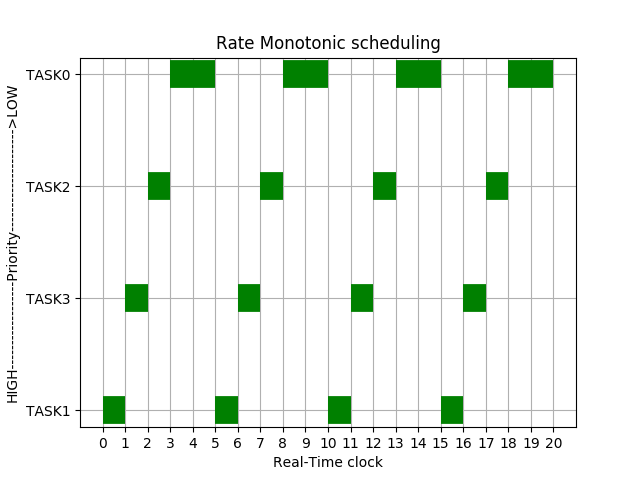 Rate Monotonic scheduling
TASK0
TASK2
TASK3
TASK1
HIGH---------------Priority--------------------->LOW
0 1 2 3 4 5 6 7 8 9 10 11 12 13 14 15 16 17 18 19 20
Real-Time clock